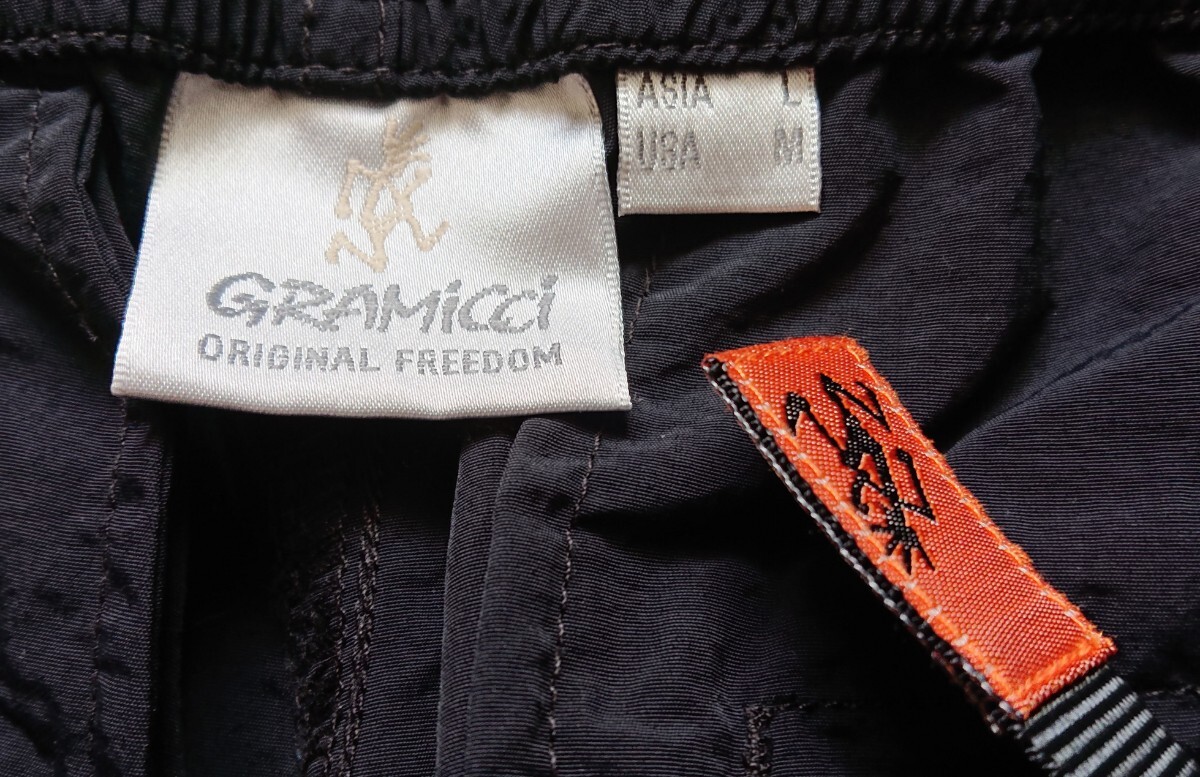 GRAMiCCi
ORIGINAL FREEDOM
ASIA L
USA M